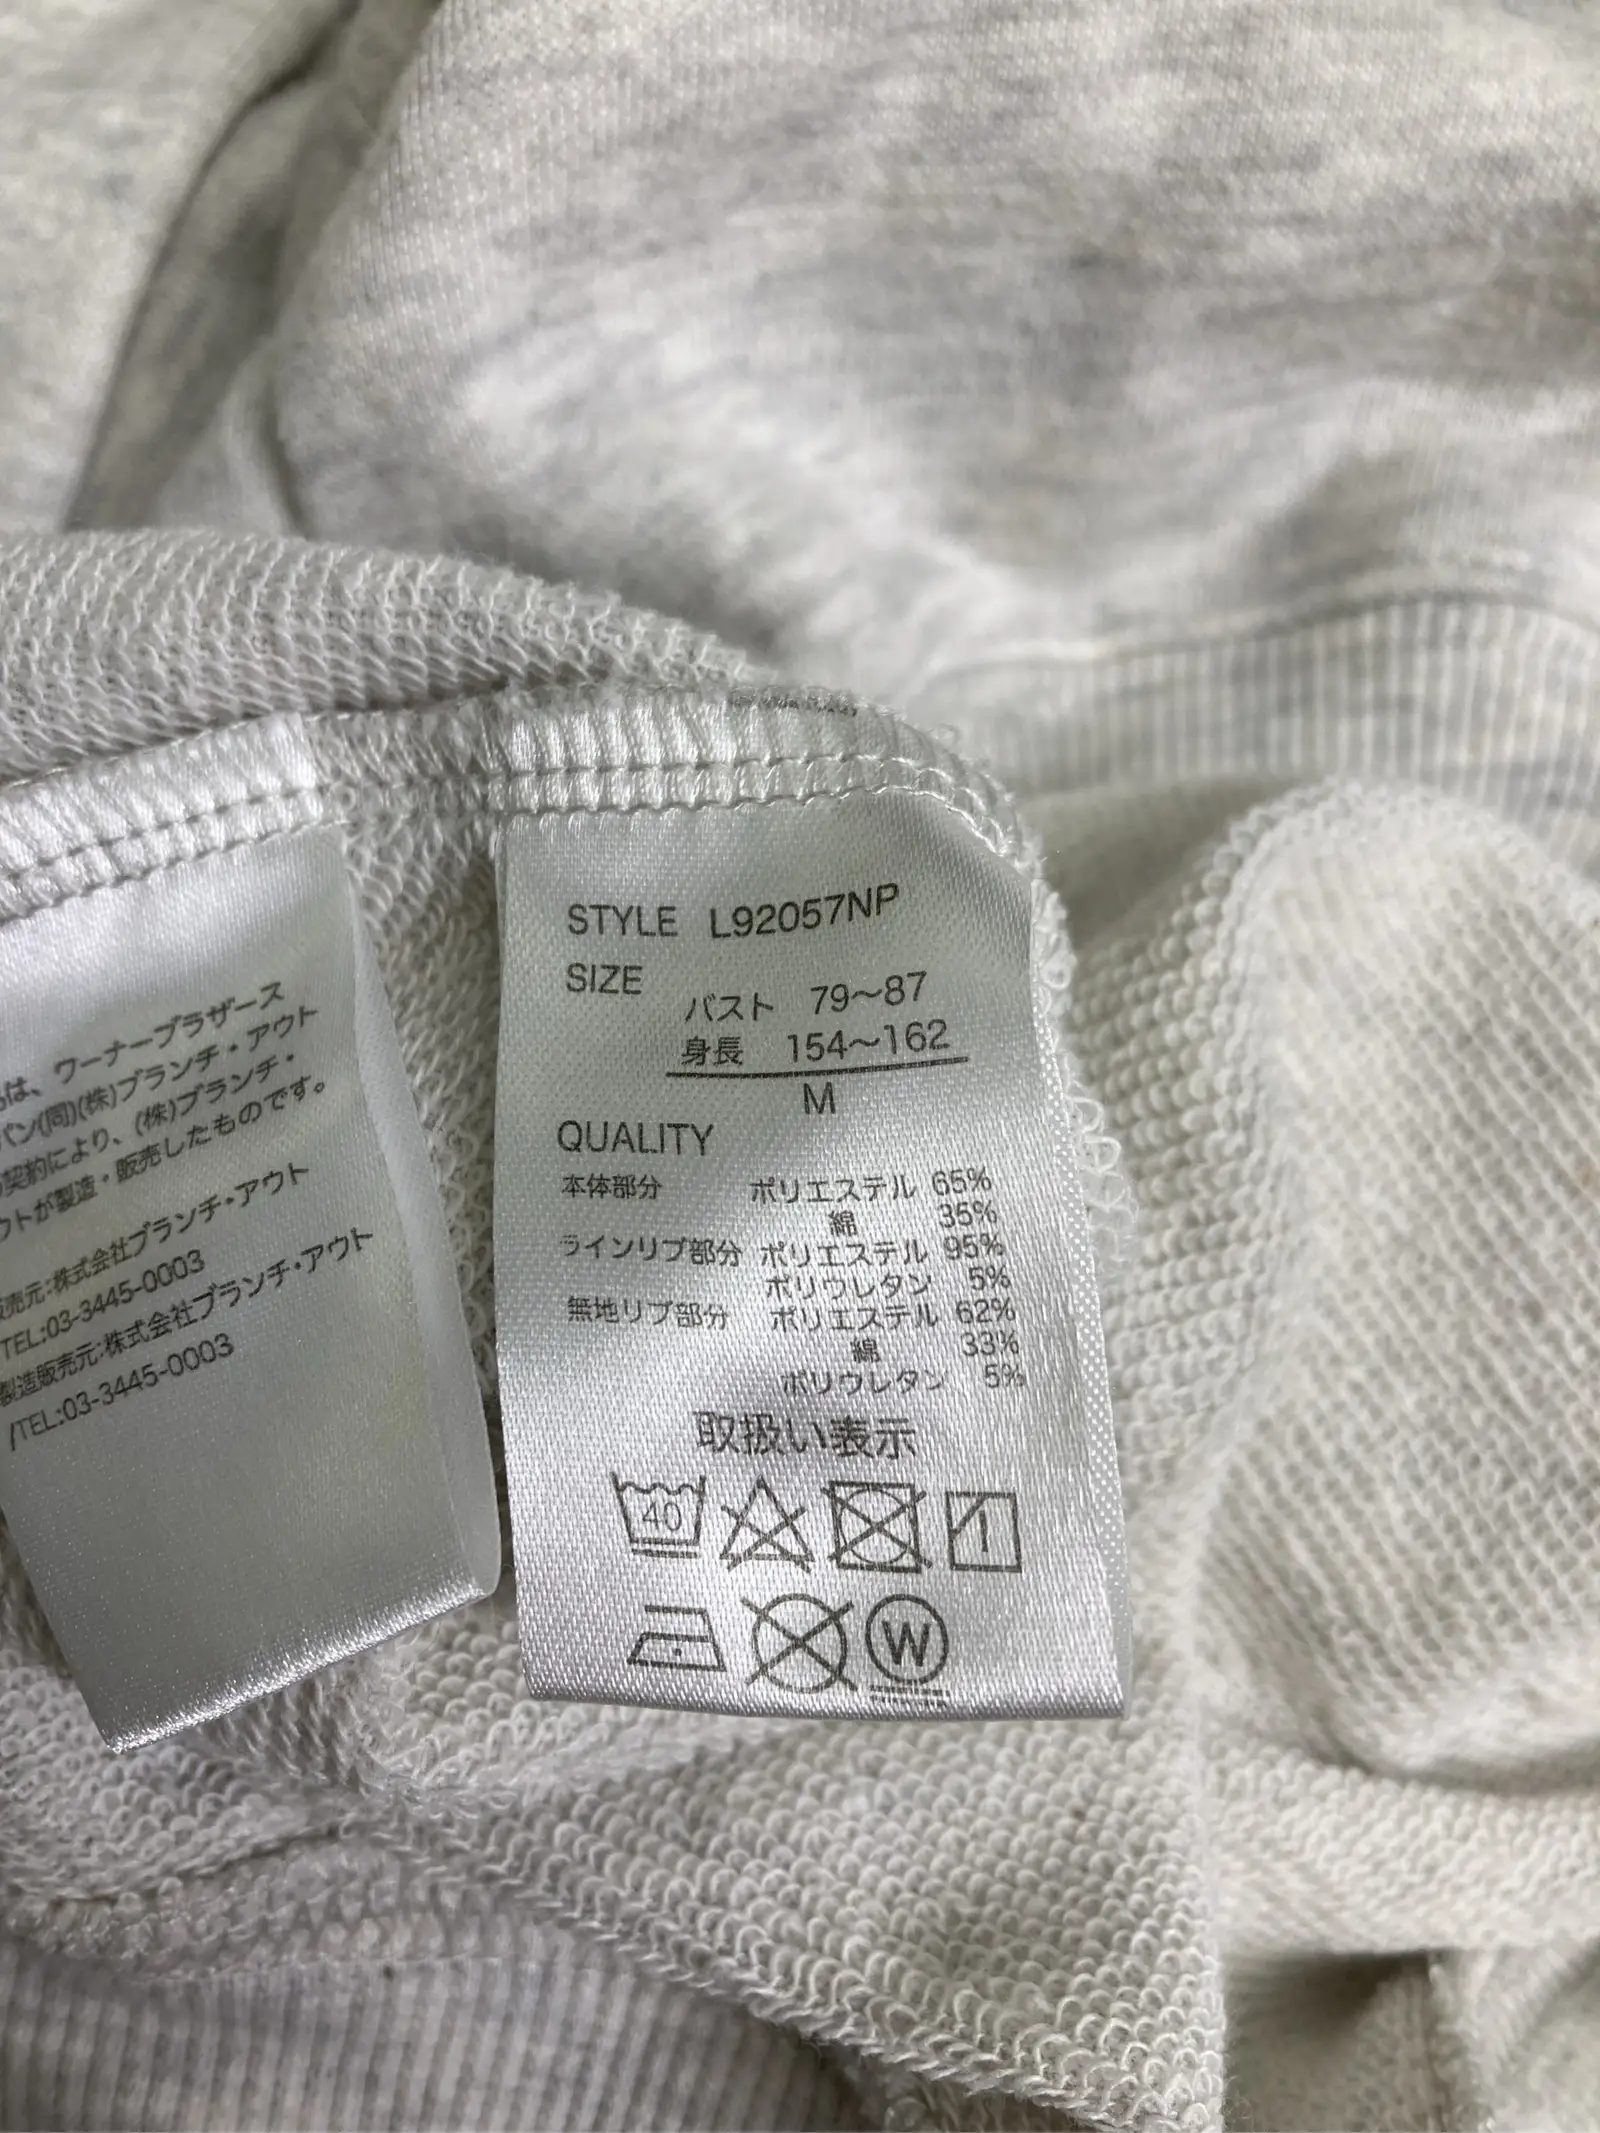 は、ワーナーブラザース
パン(同)(株)ブランチ・アウト
契約により、(株)ブランチ・
ウトが製造・販売したものです。
売元:株式会社ブランチ・アウト
TEL:03-3445-0003
製造販売元:株式会社ブランチ・アウト
/TEL:03-3445-0003
STYLE L92057NP
SIZE
バスト 79〜87
身長 154〜162
M
QUALITY
本体部分 ポリエステル 65%
綿 35%
ラインリブ部分 ポリエステル 95%
ポリウレタン 5%
無地リブ部分 ポリエステル 62%
綿 33%
ポリウレタン 5%
取扱い表示
40
W